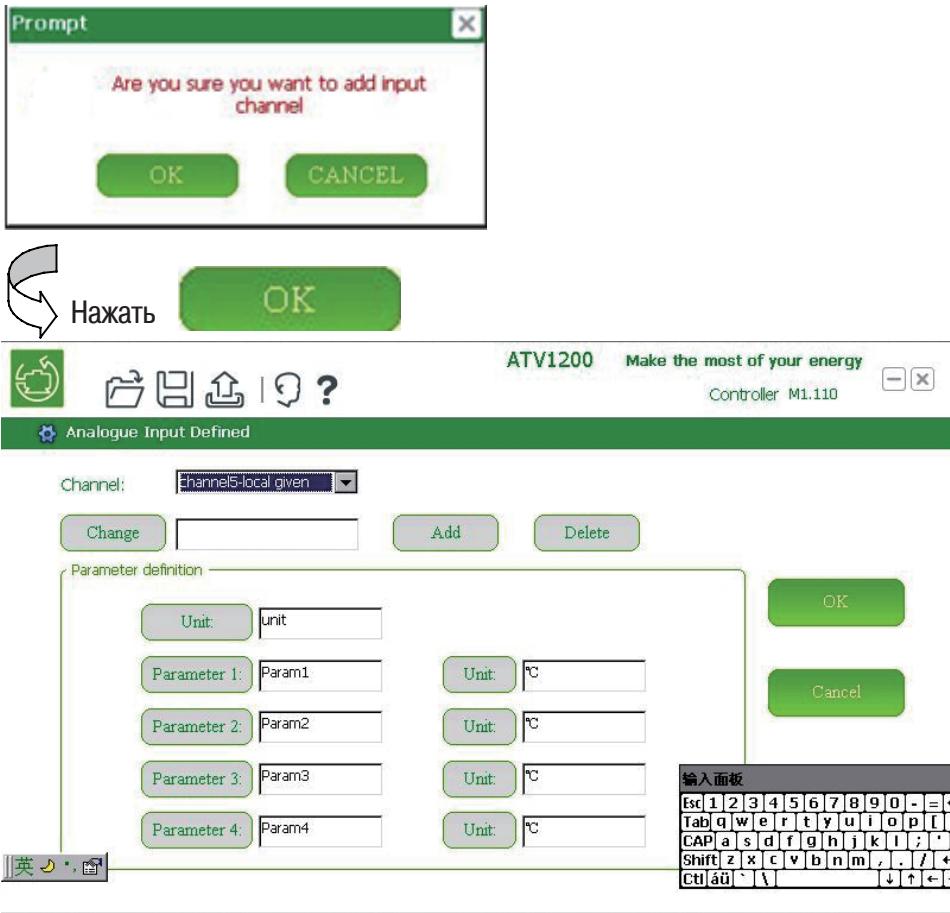 Prompt
Are you sure you want to add input
channel
OK CANCEL
Нажать OK
ATV1200 Make the most of your energy
Controller M1.110
Analogue Input Defined
Channel: channel5-local given
Change Add Delete
Parameter definition
Unit: unit
OK
Parameter 1: Param1 Unit: °C
Cancel
Parameter 2: Param2 Unit: °C
Parameter 3: Param3 Unit: °C
Parameter 4: Param4 Unit: °C
输入面板
Esc 1 2 3 4 5 6 7 8 9 0 - =
Tab q w e r t y u i o p [
CAP a s d f g h j k l ; '
Shift z x c v b n m , . / 
Ctl áü ` \ ↓ ↑ ←
英